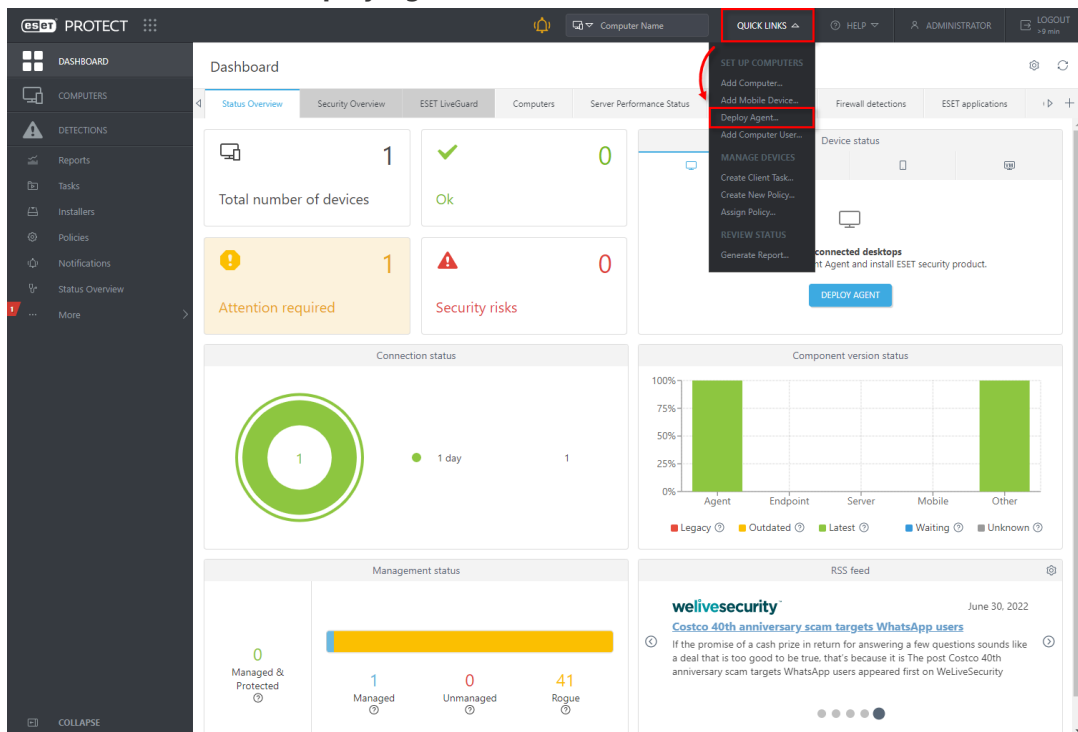 eset PROTECT
Computer Name
QUICK LINKS
HELP
ADMINISTRATOR
LOGOUT
>9 min
DASHBOARD
COMPUTERS
DETECTIONS
Reports
Tasks
Installers
Policies
Notifications
Status Overview
1
More
COLLAPSE
Dashboard
SET UP COMPUTERS
Add Computer...
Add Mobile Device...
Deploy Agent...
Add Computer User...
MANAGE DEVICES
Create Client Task...
Create New Policy...
Assign Policy...
REVIEW STATUS
Generate Report...
Status Overview
Security Overview
ESET LiveGuard
Computers
Server Performance Status
Firewall detections
ESET applications
1
Total number of devices
0
Ok
1
Attention required
0
Security risks
Device status
connected desktops
Agent and install ESET security product.
DEPLOY AGENT
Connection status
1
1 day
1
Component version status
100%
75%
50%
25%
0%
Agent
Endpoint
Server
Mobile
Other
Legacy
Outdated
Latest
Waiting
Unknown
Management status
0
Managed &
Protected
1
Managed
0
Unmanaged
41
Rogue
RSS feed
welivesecurity
June 30, 2022
Costco 40th anniversary scam targets WhatsApp users
If the promise of a cash prize in return for answering a few questions sounds like
a deal that is too good to be true, that's because it is The post Costco 40th
anniversary scam targets WhatsApp users appeared first on WeLiveSecurity